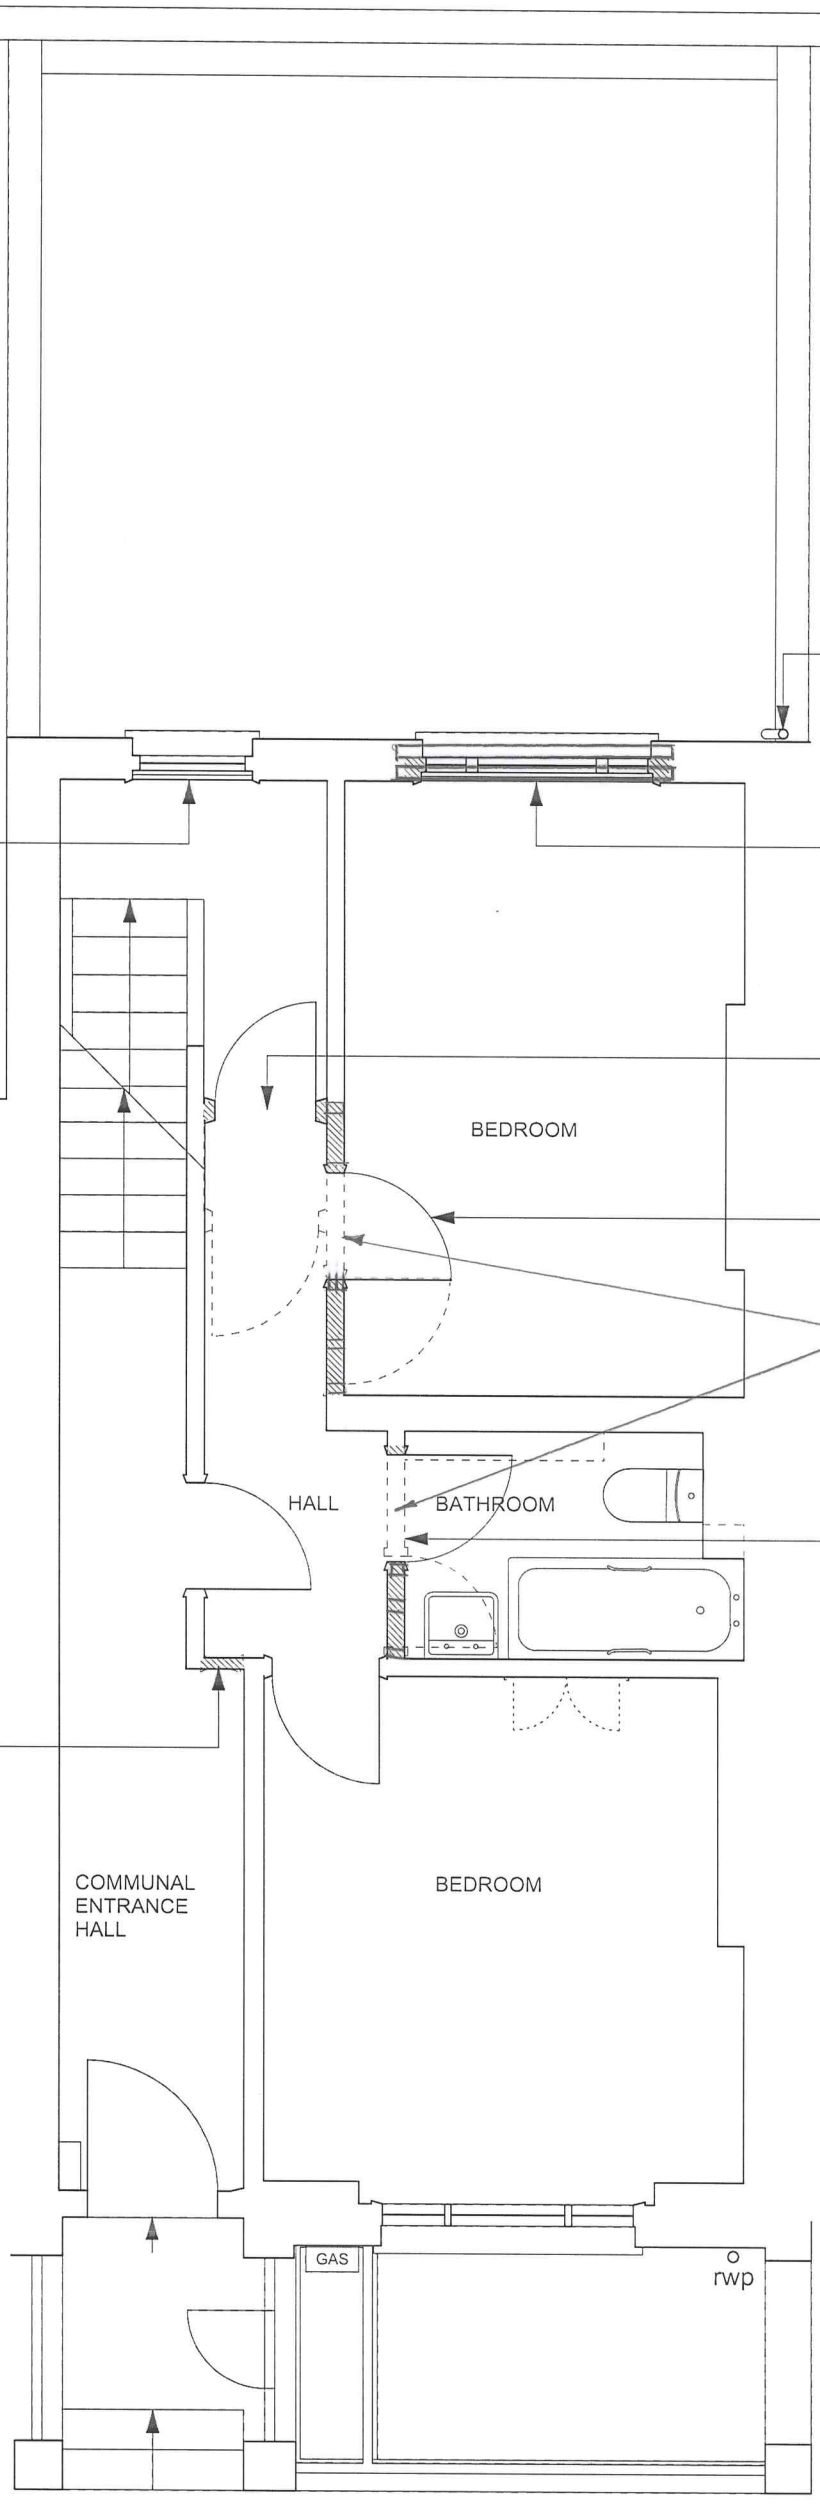 BEDROOM
HALL
BATHROOM
COMMUNAL
ENTRANCE
HALL
BEDROOM
GAS
rwp